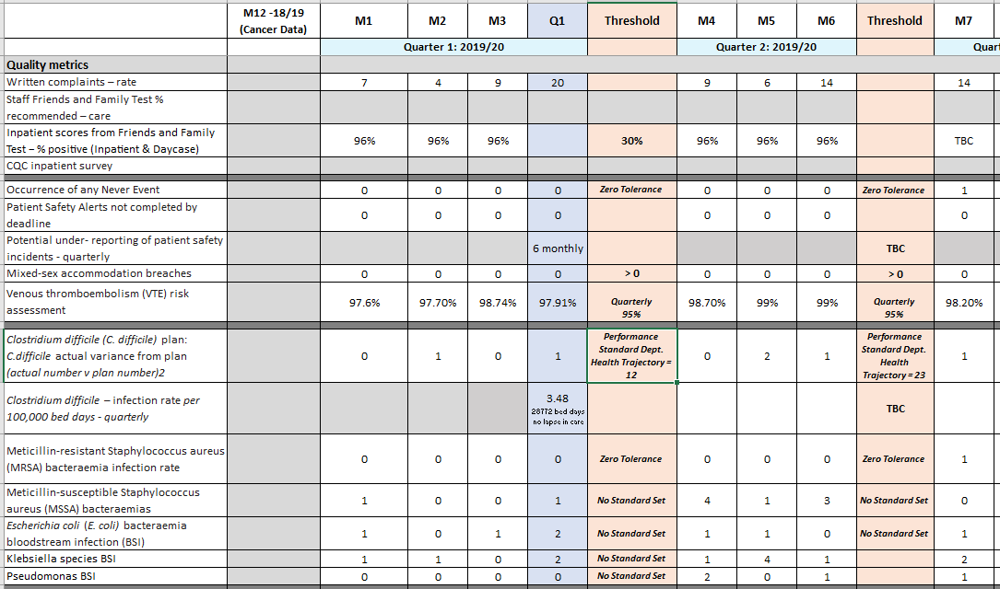 M12 -18/19 (Cancer Data) M1 M2 M3 Q1 Threshold M4 M5 M6 Threshold M7
Quarter 1: 2019/20 Quarter 2: 2019/20 Quart
Quality metrics
Written complaints – rate 7 4 9 20 9 6 14 14
Staff Friends and Family Test %
recommended – care
Inpatient scores from Friends and Family
Test – % positive (Inpatient & Daycase) 96% 96% 96% 30% 96% 96% 96% TBC
CQC inpatient survey
Occurrence of any Never Event 0 0 0 0 Zero Tolerance 0 0 0 Zero Tolerance 1
Patient Safety Alerts not completed by
deadline 0 0 0 0 0 0 0 0
Potential under- reporting of patient safety
incidents - quarterly 6 monthly TBC
Mixed-sex accommodation breaches 0 0 0 0 > 0 0 0 0 > 0 0
Venous thromboembolism (VTE) risk
assessment 97.6% 97.70% 98.74% 97.91% Quarterly 95% 98.70% 99% 99% Quarterly 95% 98.20%
Clostridium difficile (C. difficile) plan:
C.difficile actual variance from plan
(actual number v plan number)2 0 1 0 1 Performance Standard Dept. Health Trajectory = 12 0 2 1 Performance Standard Dept. Health Trajectory = 23 1
Clostridium difficile – infection rate per
100,000 bed days - quarterly 3.48 28772 bed days no lapse in care TBC
Meticillin-resistant Staphylococcus aureus
(MRSA) bacteraemia infection rate 0 0 0 0 Zero Tolerance 0 0 0 Zero Tolerance 1
Meticillin-susceptible Staphylococcus
aureus (MSSA) bacteraemias 1 0 0 1 No Standard Set 4 1 3 No Standard Set 0
Escherichia coli (E. coli) bacteraemia
bloodstream infection (BSI) 1 0 1 2 No Standard Set 1 1 0 No Standard Set 1
Klebsiella species BSI 1 1 0 2 No Standard Set 1 4 1 2
Pseudomonas BSI 0 0 0 0 No Standard Set 2 0 1 1